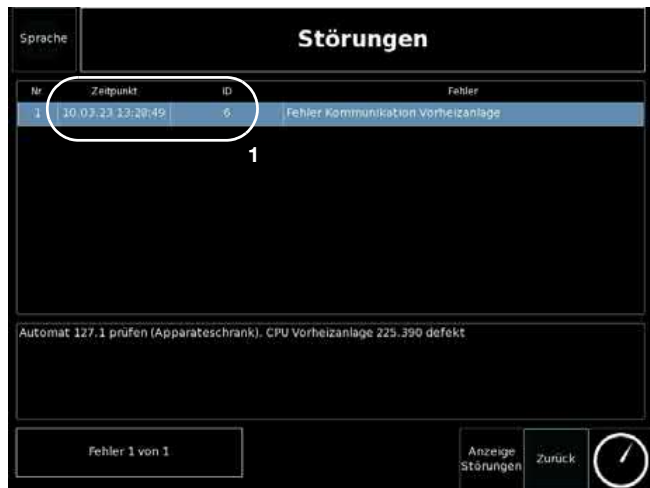 Sprache
Störungen
Nr Zeitpunkt ID Fehler
1 10.03.23 13:28:49 6 Fehler Kommunikation Vorheizanlage
1
Automat 127.1 prüfen (Apparateschrank). CPU Vorheizanlage 225.390 defekt
Fehler 1 von 1
Anzeige
Störungen
Zurück